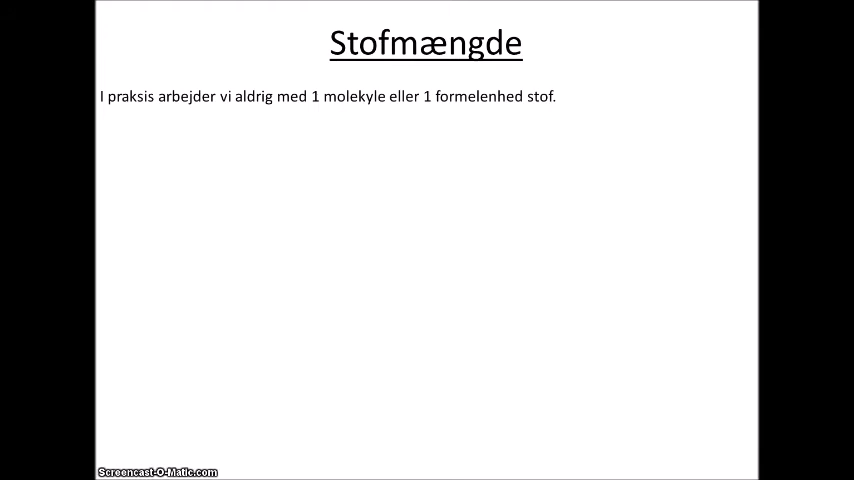 Stofmængde
I praksis arbejder vi aldrig med 1 molekyle eller 1 formelenhed stof.
Screencast-O-Matic.com